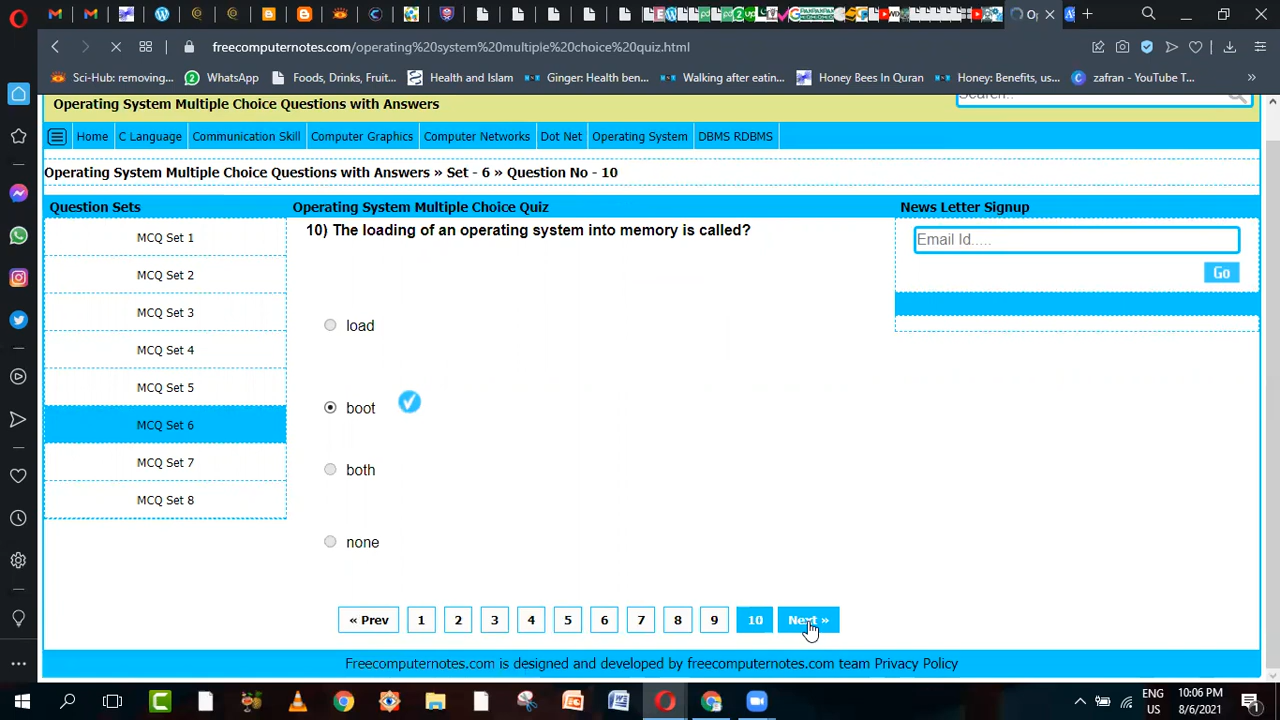 freecomputernotes.com/operating%20system%20multiple%20choice%20quiz.html
Sci-Hub: removing...
WhatsApp
Foods, Drinks, Fruit...
Health and Islam
Ginger: Health ben...
Walking after eatin...
Honey Bees In Quran
Honey: Benefits, us...
zafran - YouTube T...
Operating System Multiple Choice Questions with Answers
Search..
Home
C Language
Communication Skill
Computer Graphics
Computer Networks
Dot Net
Operating System
DBMS RDBMS
Operating System Multiple Choice Questions with Answers » Set - 6 » Question No - 10
Question Sets
MCQ Set 1
MCQ Set 2
MCQ Set 3
MCQ Set 4
MCQ Set 5
MCQ Set 6
MCQ Set 7
MCQ Set 8
Operating System Multiple Choice Quiz
10) The loading of an operating system into memory is called?
load
boot
both
none
« Prev
1
2
3
4
5
6
7
8
9
10
Next »
News Letter Signup
Email Id.....
Go
Freecomputernotes.com is designed and developed by freecomputernotes.com team Privacy Policy
ENG
US
10:06 PM
8/6/2021